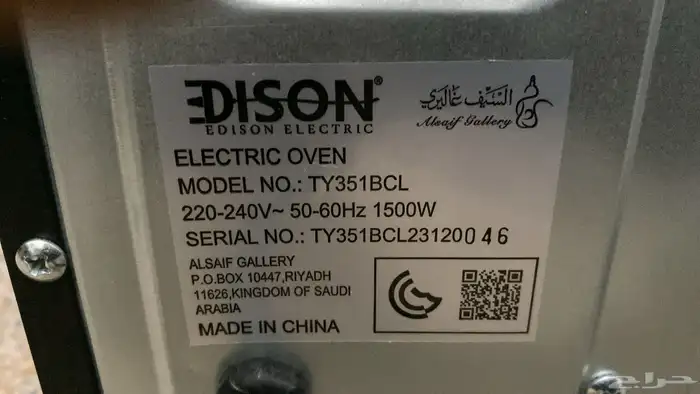 EDISON®
EDISON ELECTRIC
السيف غاليري
Alsaif Gallery
ELECTRIC OVEN
MODEL NO.: TY351BCL
220-240V~ 50-60Hz 1500W
SERIAL NO.: TY351BCL23120046
ALSAIF GALLERY
P.O.BOX 10447,RIYADH
11626,KINGDOM OF SAUDI
ARABIA
MADE IN CHINA
حراج